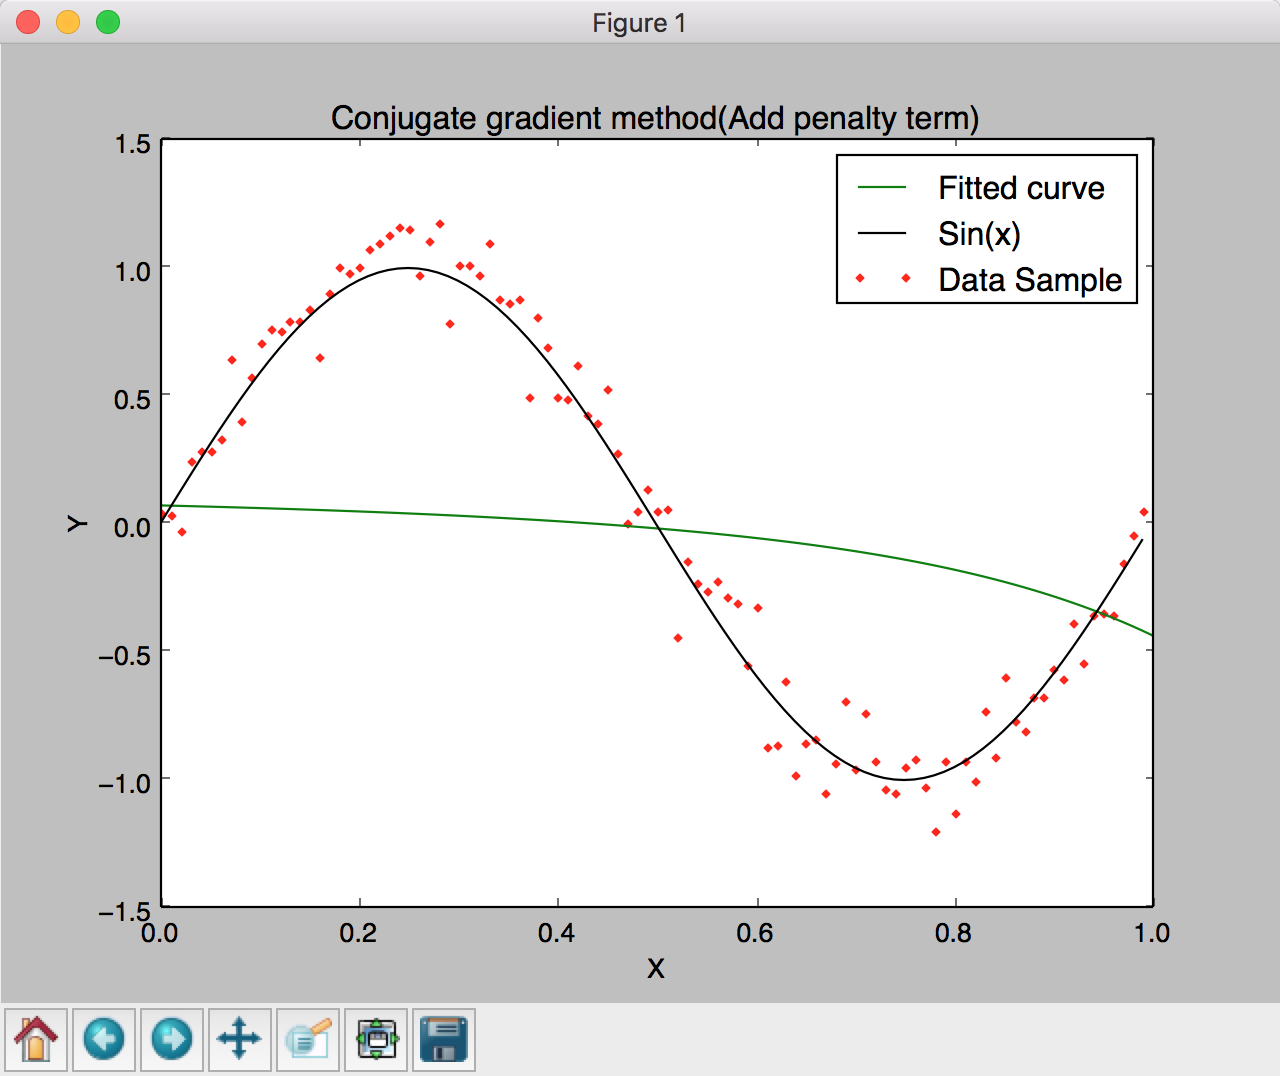 Figure 1
Conjugate gradient method(Add penalty term)
1.5
1.0
0.5
0.0
−0.5
−1.0
−1.5
Y
Fitted curve
Sin(x)
Data Sample
0.0 0.2 0.4 0.6 0.8 1.0
X